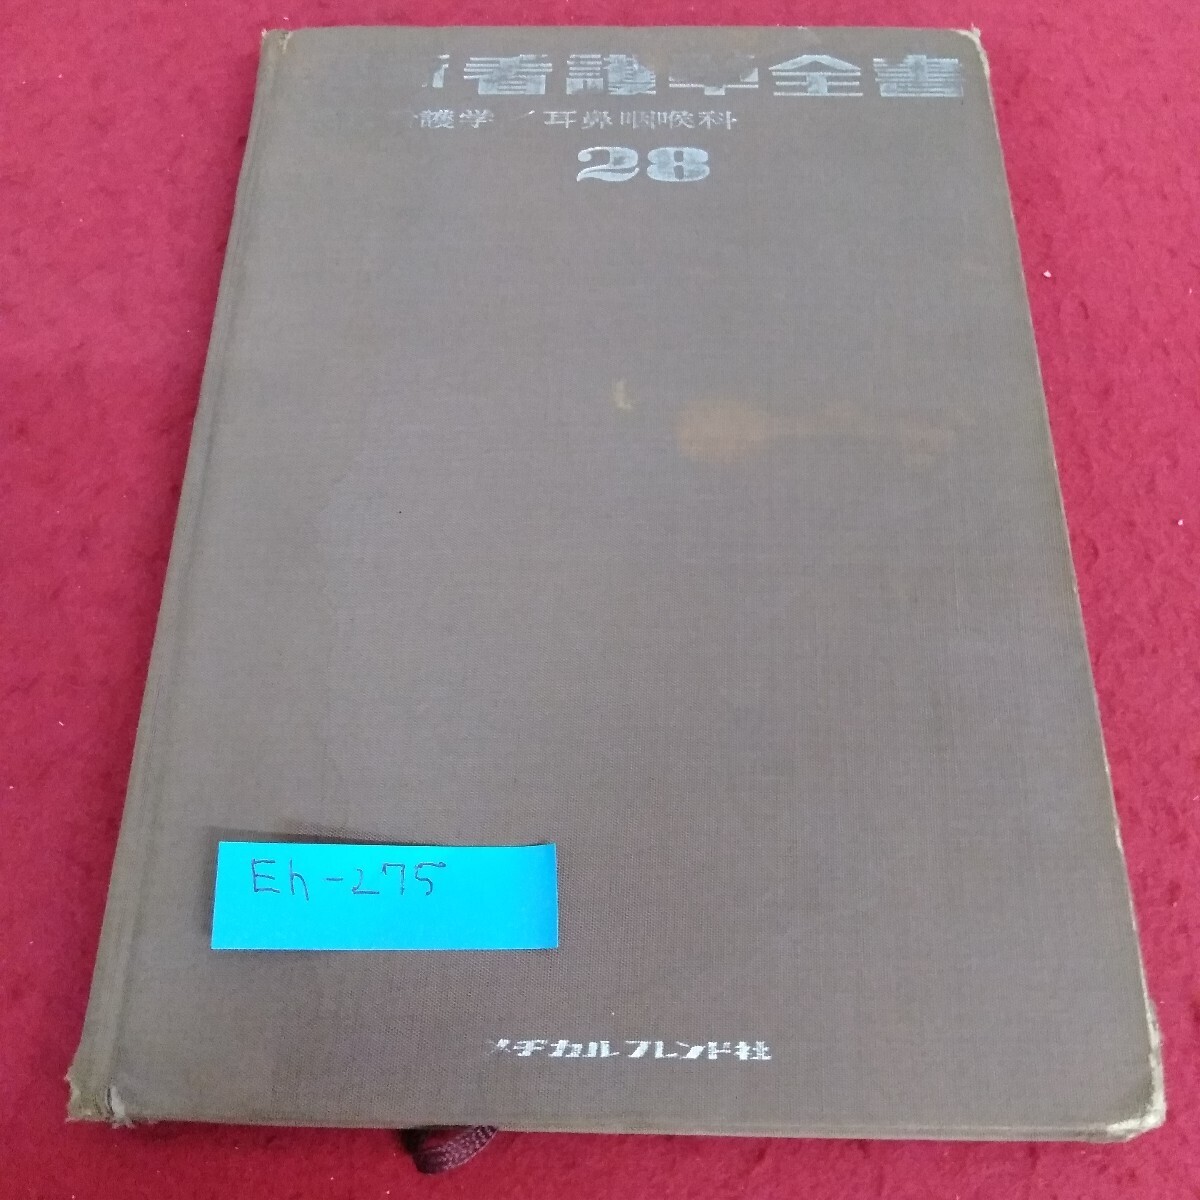 看護学全書
護学／耳鼻咽喉科
28
Eh-275
メヂカルフレンド社